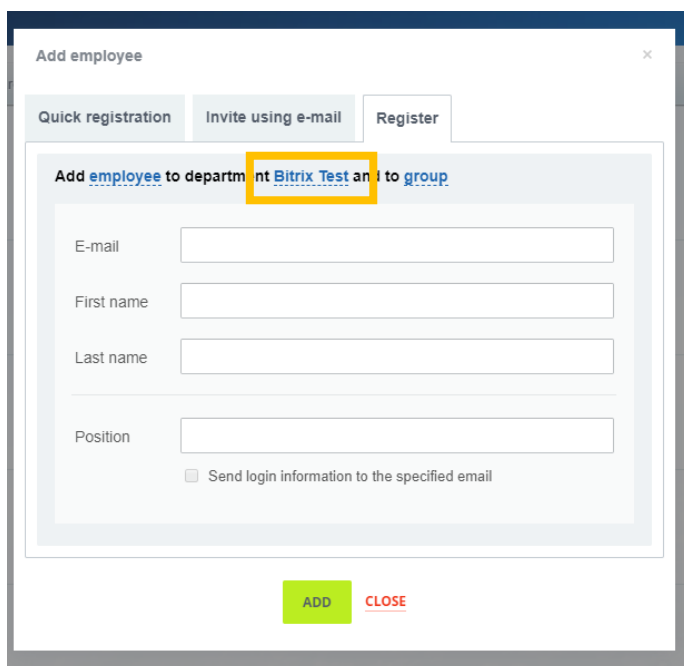 Add employee
×
Quick registration
Invite using e-mail
Register
Add employee to department Bitrix Test and to group
E-mail
First name
Last name
Position
Send login information to the specified email
ADD
CLOSE